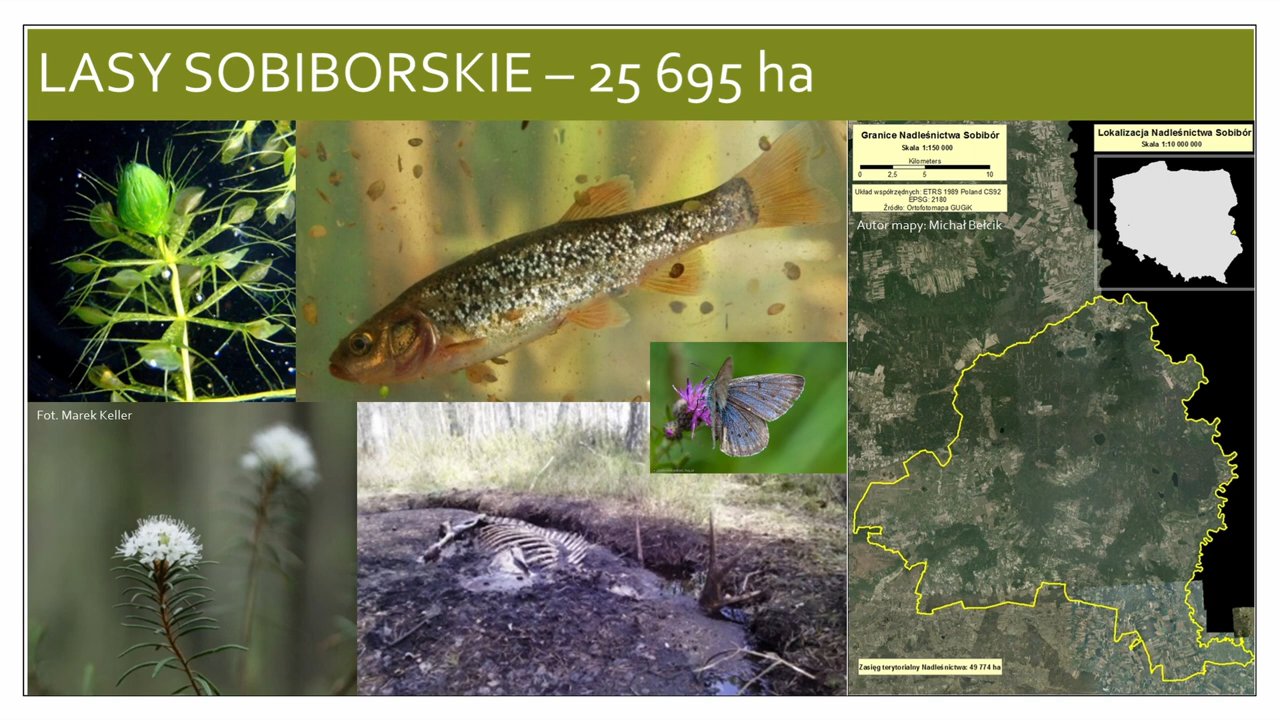 LASY SOBIBORSKIE – 25 695 ha
Granice Nadleśnictwa Sobibór
Skala 1:150 000
Kilometers
0 2,5 5 10
Układ współrzędnych: ETRS 1989 Poland CS92
EPSG: 2180
Źródło: Ortofotomapa GUGiK
Autor mapy: Michał Bełcik
Lokalizacja Nadleśnictwa Sobibór
Skala 1:10 000 000
Fot. Marek Keller
Zasięg terytorialny Nadleśnictwa: 49 774 ha